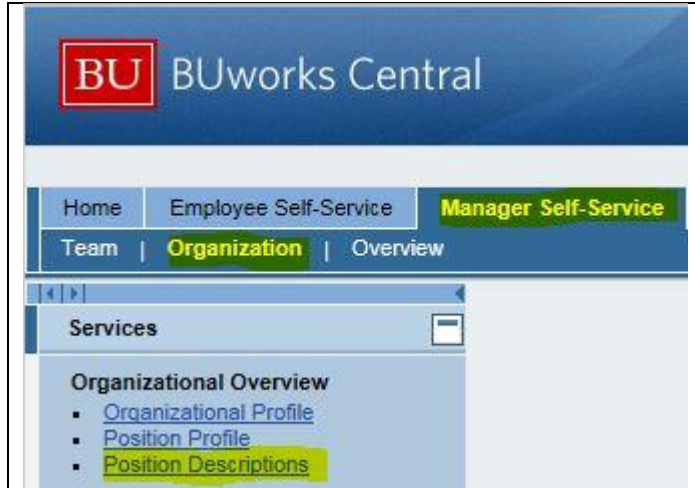 BU BUworks Central
Home Employee Self-Service Manager Self-Service
Team | Organization | Overview
Services
Organizational Overview
Organizational Profile
Position Profile
Position Descriptions